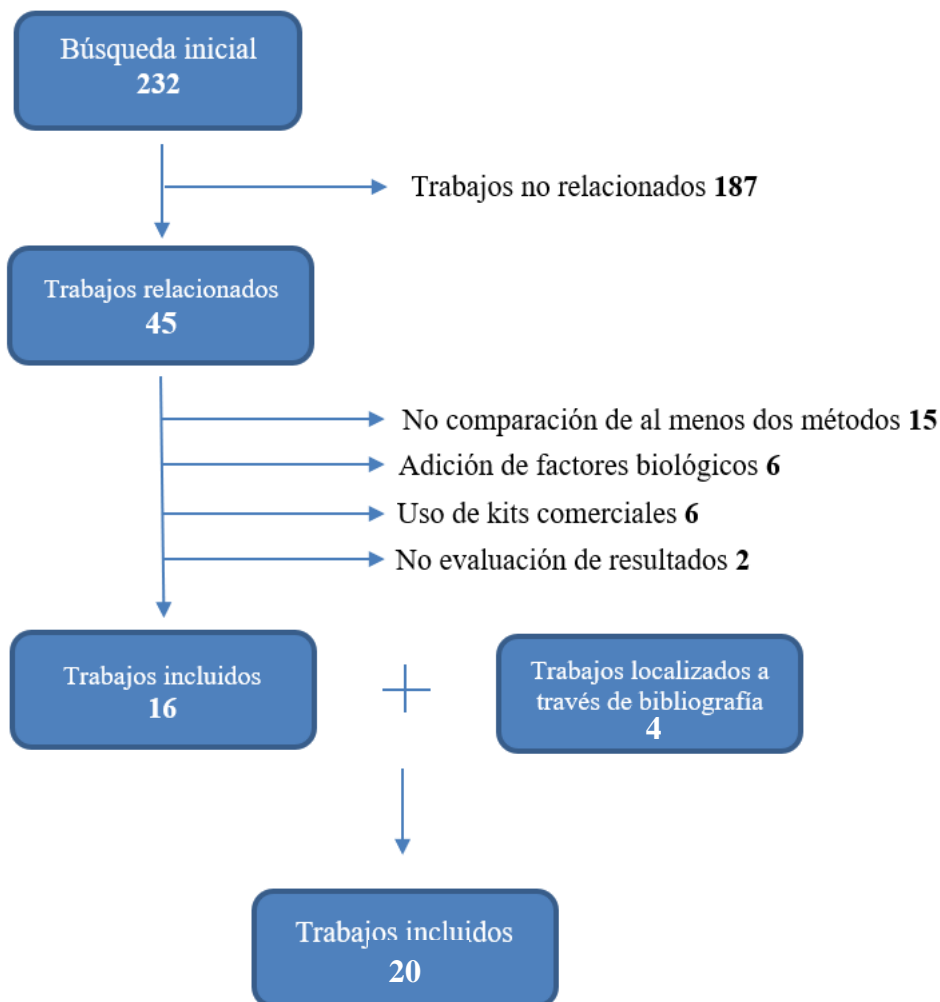 Búsqueda inicial
232
Trabajos no relacionados 187
Trabajos relacionados
45
No comparación de al menos dos métodos 15
Adición de factores biológicos 6
Uso de kits comerciales 6
No evaluación de resultados 2
Trabajos incluidos
16
Trabajos localizados a
través de bibliografía
4
Trabajos incluidos
20